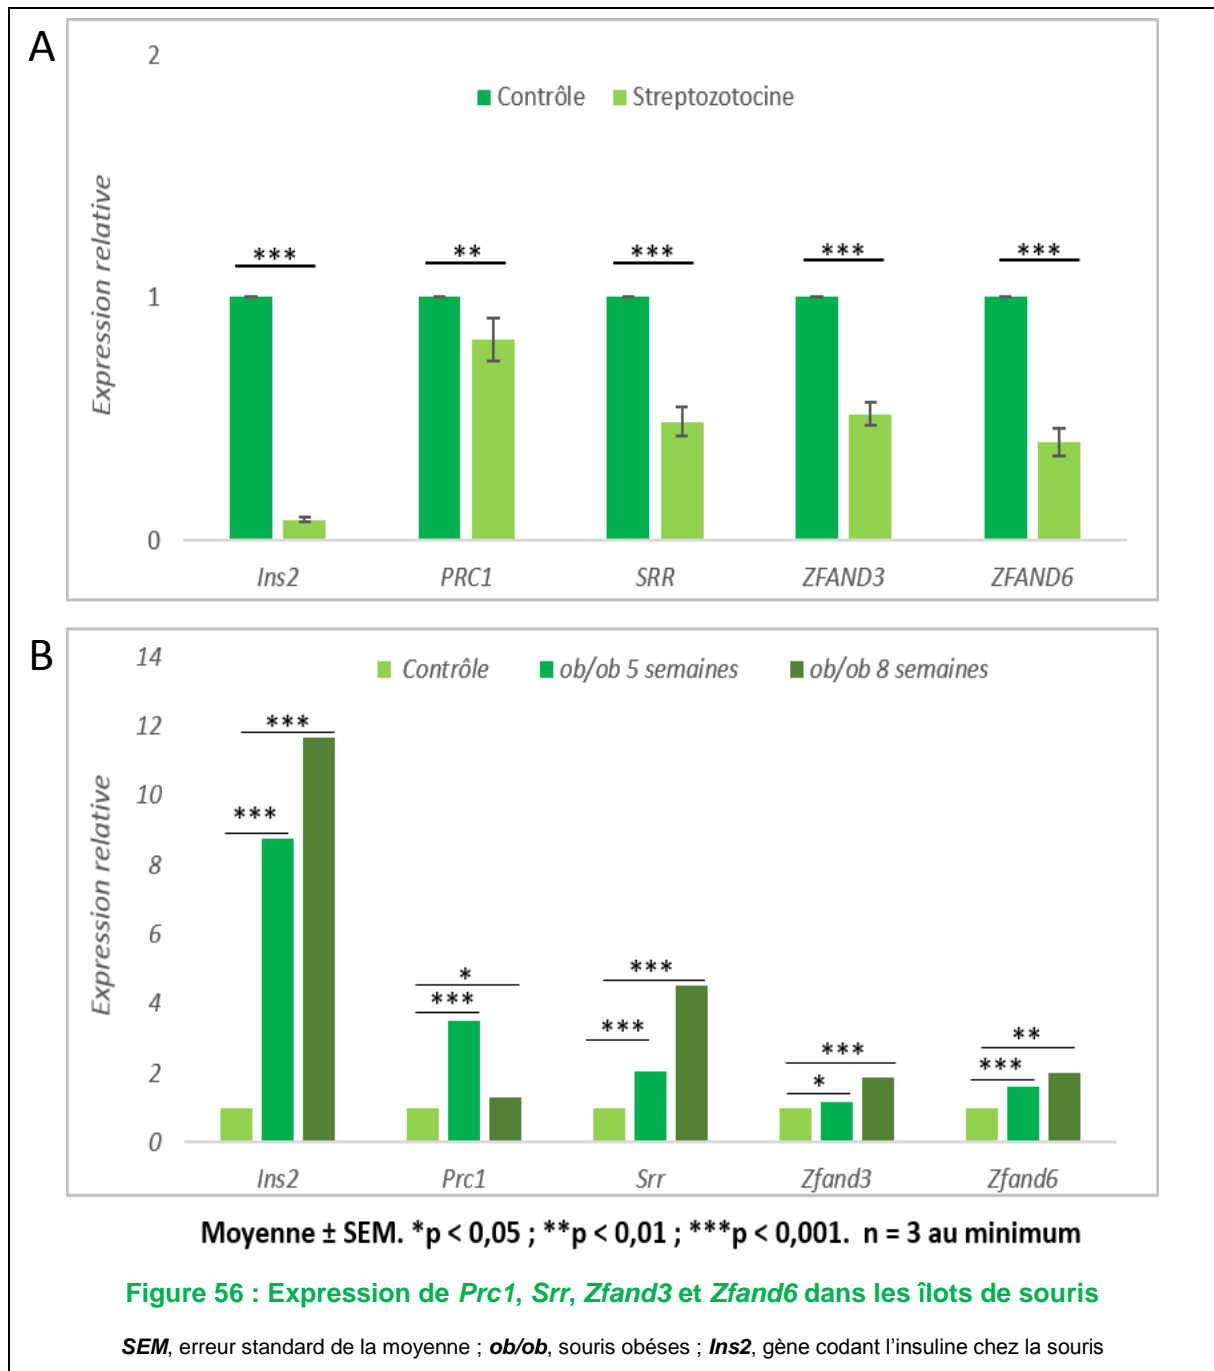 A
2
Contrôle Streptozotocine
Expression relative
*** ** *** *** ***
1
0
Ins2 PRC1 SRR ZFAND3 ZFAND6
B
14
Contrôle ob/ob 5 semaines ob/ob 8 semaines
12
***
10
Expression relative
***
8
6
4
*
***
***
***
***
*
**
***
2
0
Ins2 Prc1 Srr Zfand3 Zfand6
Moyenne ± SEM. *p < 0,05 ; **p < 0,01 ; ***p < 0,001. n = 3 au minimum
Figure 56 : Expression de Prc1, Srr, Zfand3 et Zfand6 dans les îlots de souris
SEM, erreur standard de la moyenne ; ob/ob, souris obéses ; Ins2, gène codant l’insuline chez la souris